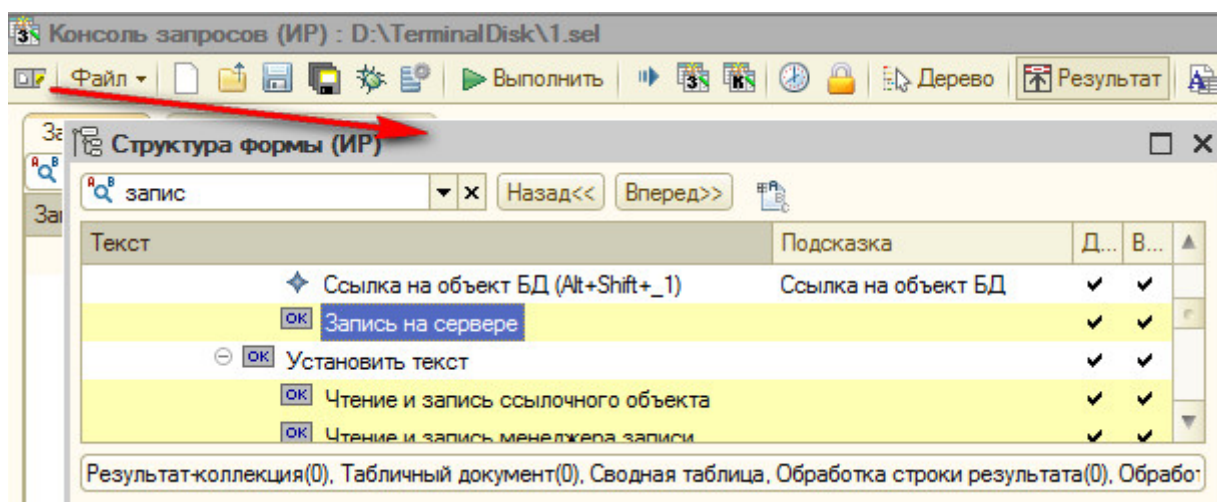 Консоль запросов (ИР) : D:\TerminalDisk\1.sel
Файл Выполнить Дерево Результат
Структура формы (ИР)
запис Назад<< Вперед>>
Текст Подсказка Д... В...
Ссылка на объект БД (Alt+Shift+_1) Ссылка на объект БД
Запись на сервере
Установить текст
Чтение и запись ссылочного объекта
Чтение и запись менеджера записи
Результат-коллекция(0), Табличный документ(0), Сводная таблица, Обработка строки результата(0), Обработ